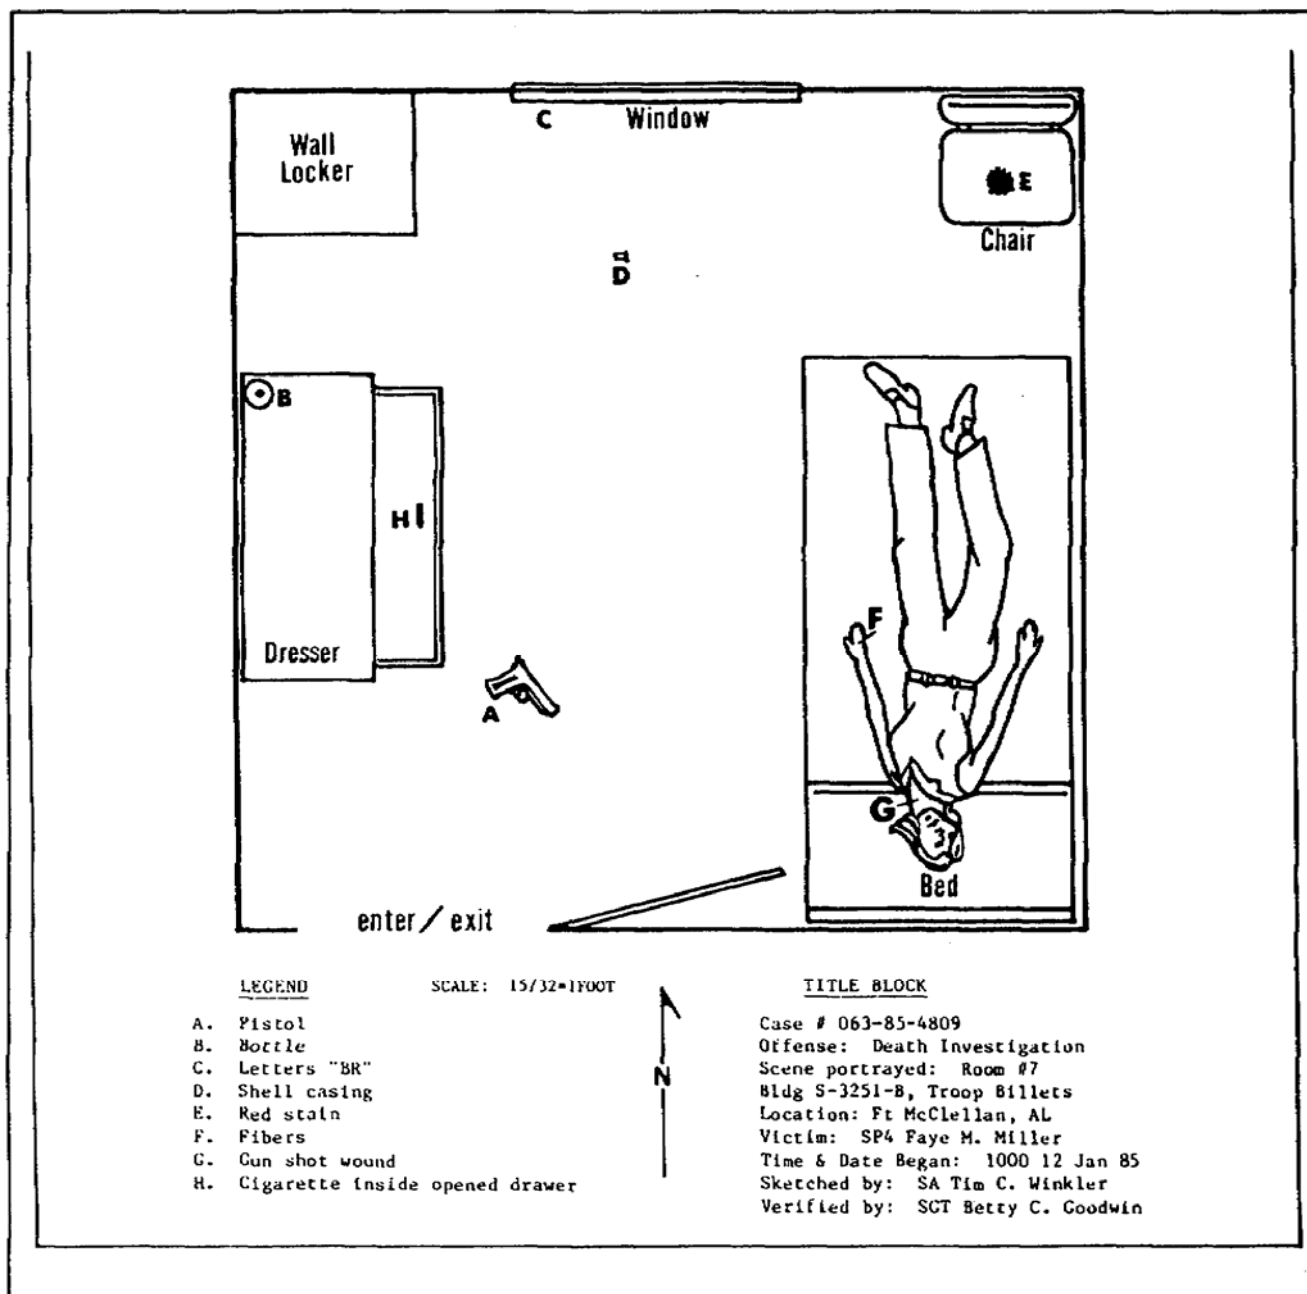 C
Window
Wall
Locker
E
Chair
D
B
H
F
Dresser
A
G
Bed
enter / exit
LEGEND
SCALE: 15/32=1FOOT
A. Pistol
B. Bottle
C. Letters "BR"
D. Shell casing
E. Red stain
F. Fibers
G. Gun shot wound
H. Cigarette inside opened drawer
N
TITLE BLOCK
Case # 063-85-4809
Offense: Death Investigation
Scene portrayed: Room #7
Bldg S-3251-B, Troop Billets
Location: Ft McClellan, AL
Victim: SP4 Faye M. Miller
Time & Date Began: 1000 12 Jan 85
Sketched by: SA Tim C. Winkler
Verified by: SGT Betty C. Goodwin